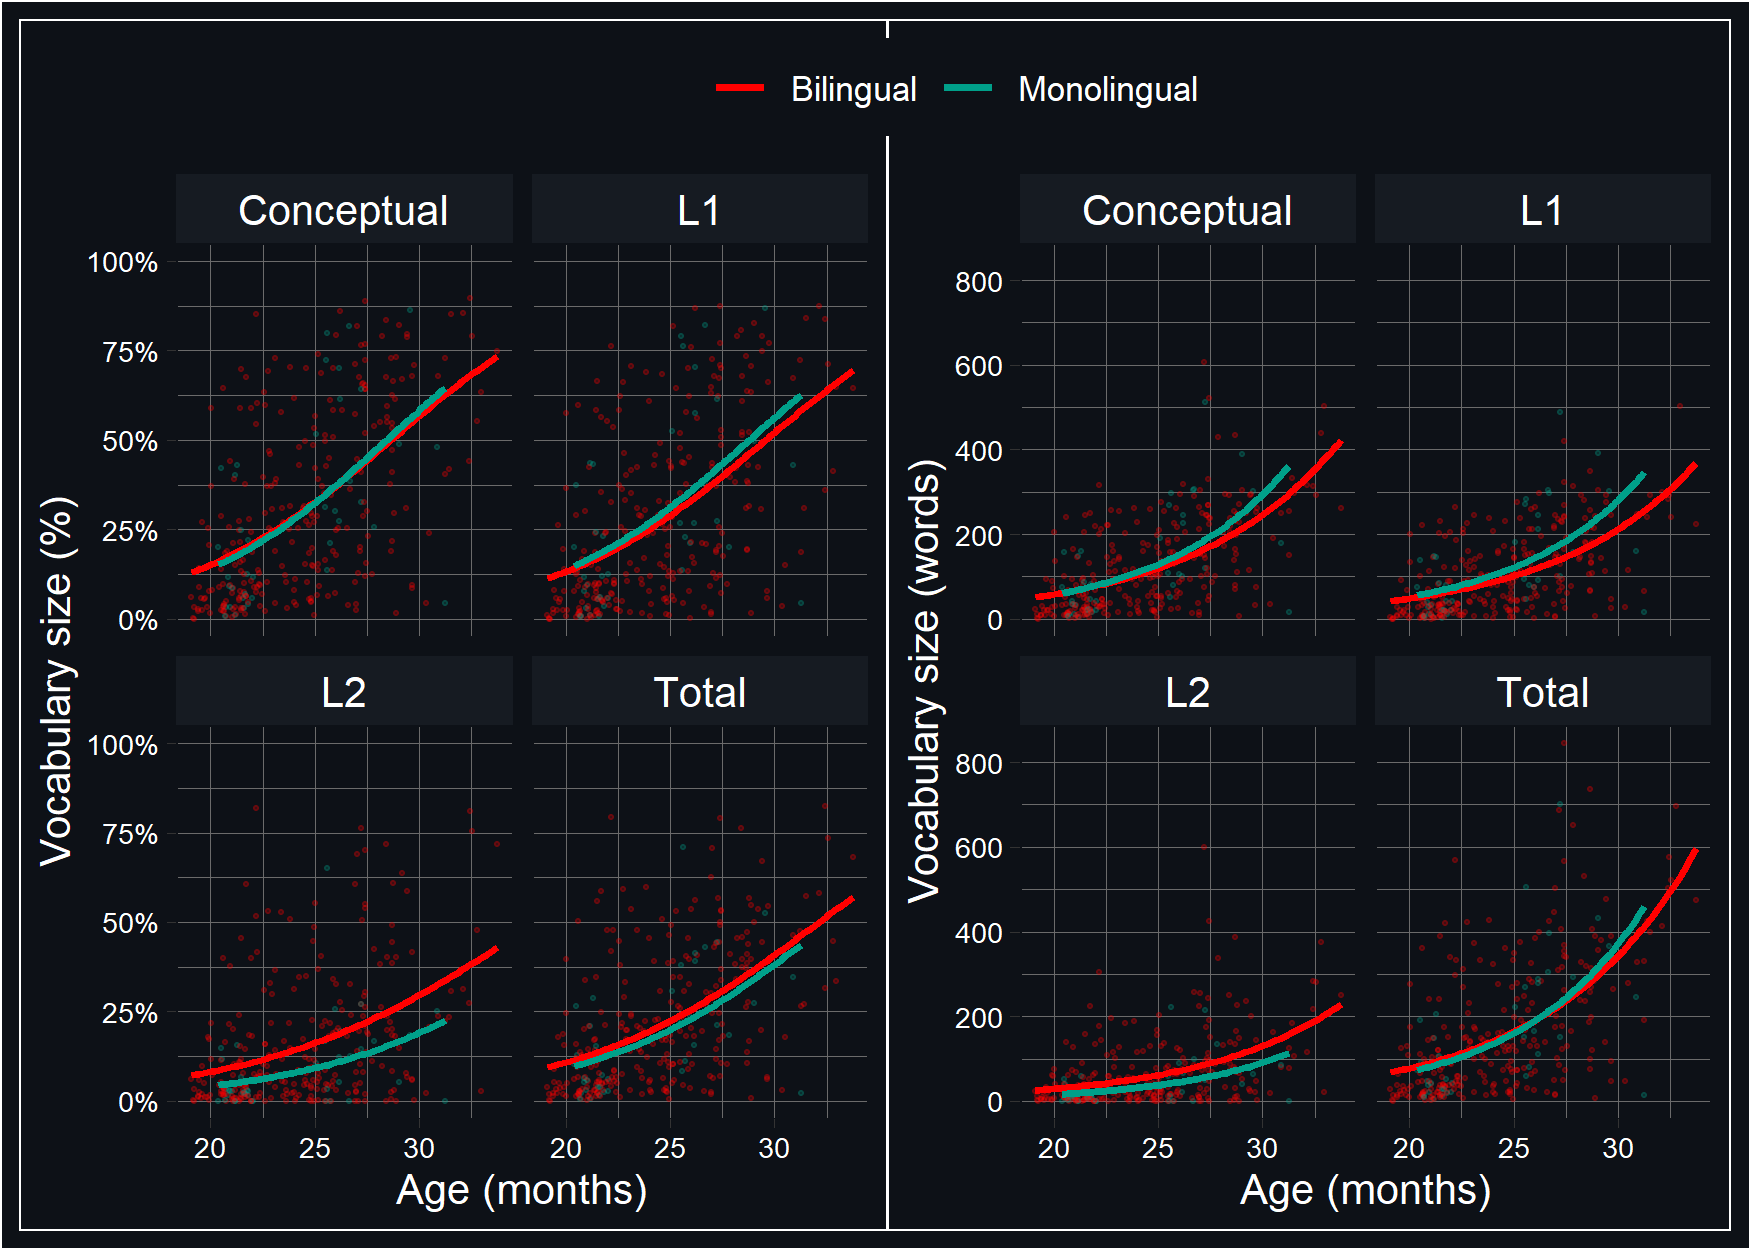 Bilingual Monolingual
Conceptual L1
100%
75%
50%
25%
0%
L2 Total
100%
75%
50%
25%
0%
20 25 30 20 25 30
Age (months)
Vocabulary size (%)
Conceptual L1
800
600
400
200
0
L2 Total
800
600
400
200
0
20 25 30 20 25 30
Age (months)
Vocabulary size (words)